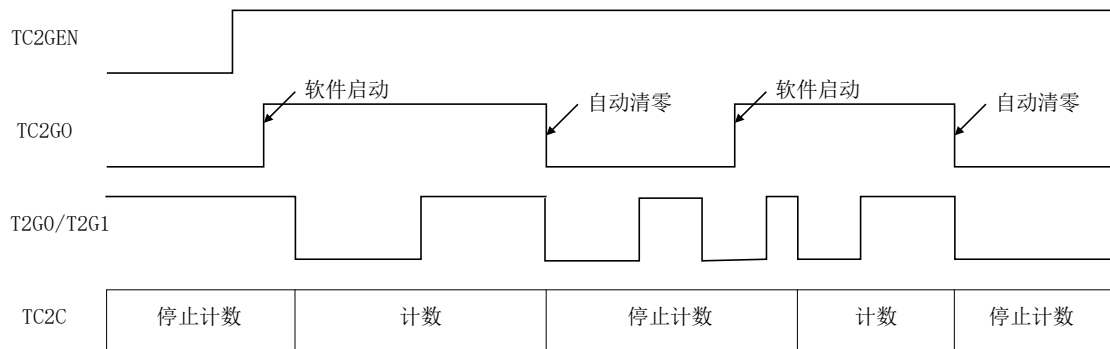 TC2GEN
软件启动
自动清零
软件启动
自动清零
TC2GO
T2G0/T2G1
TC2C
停止计数
计数
停止计数
计数
停止计数